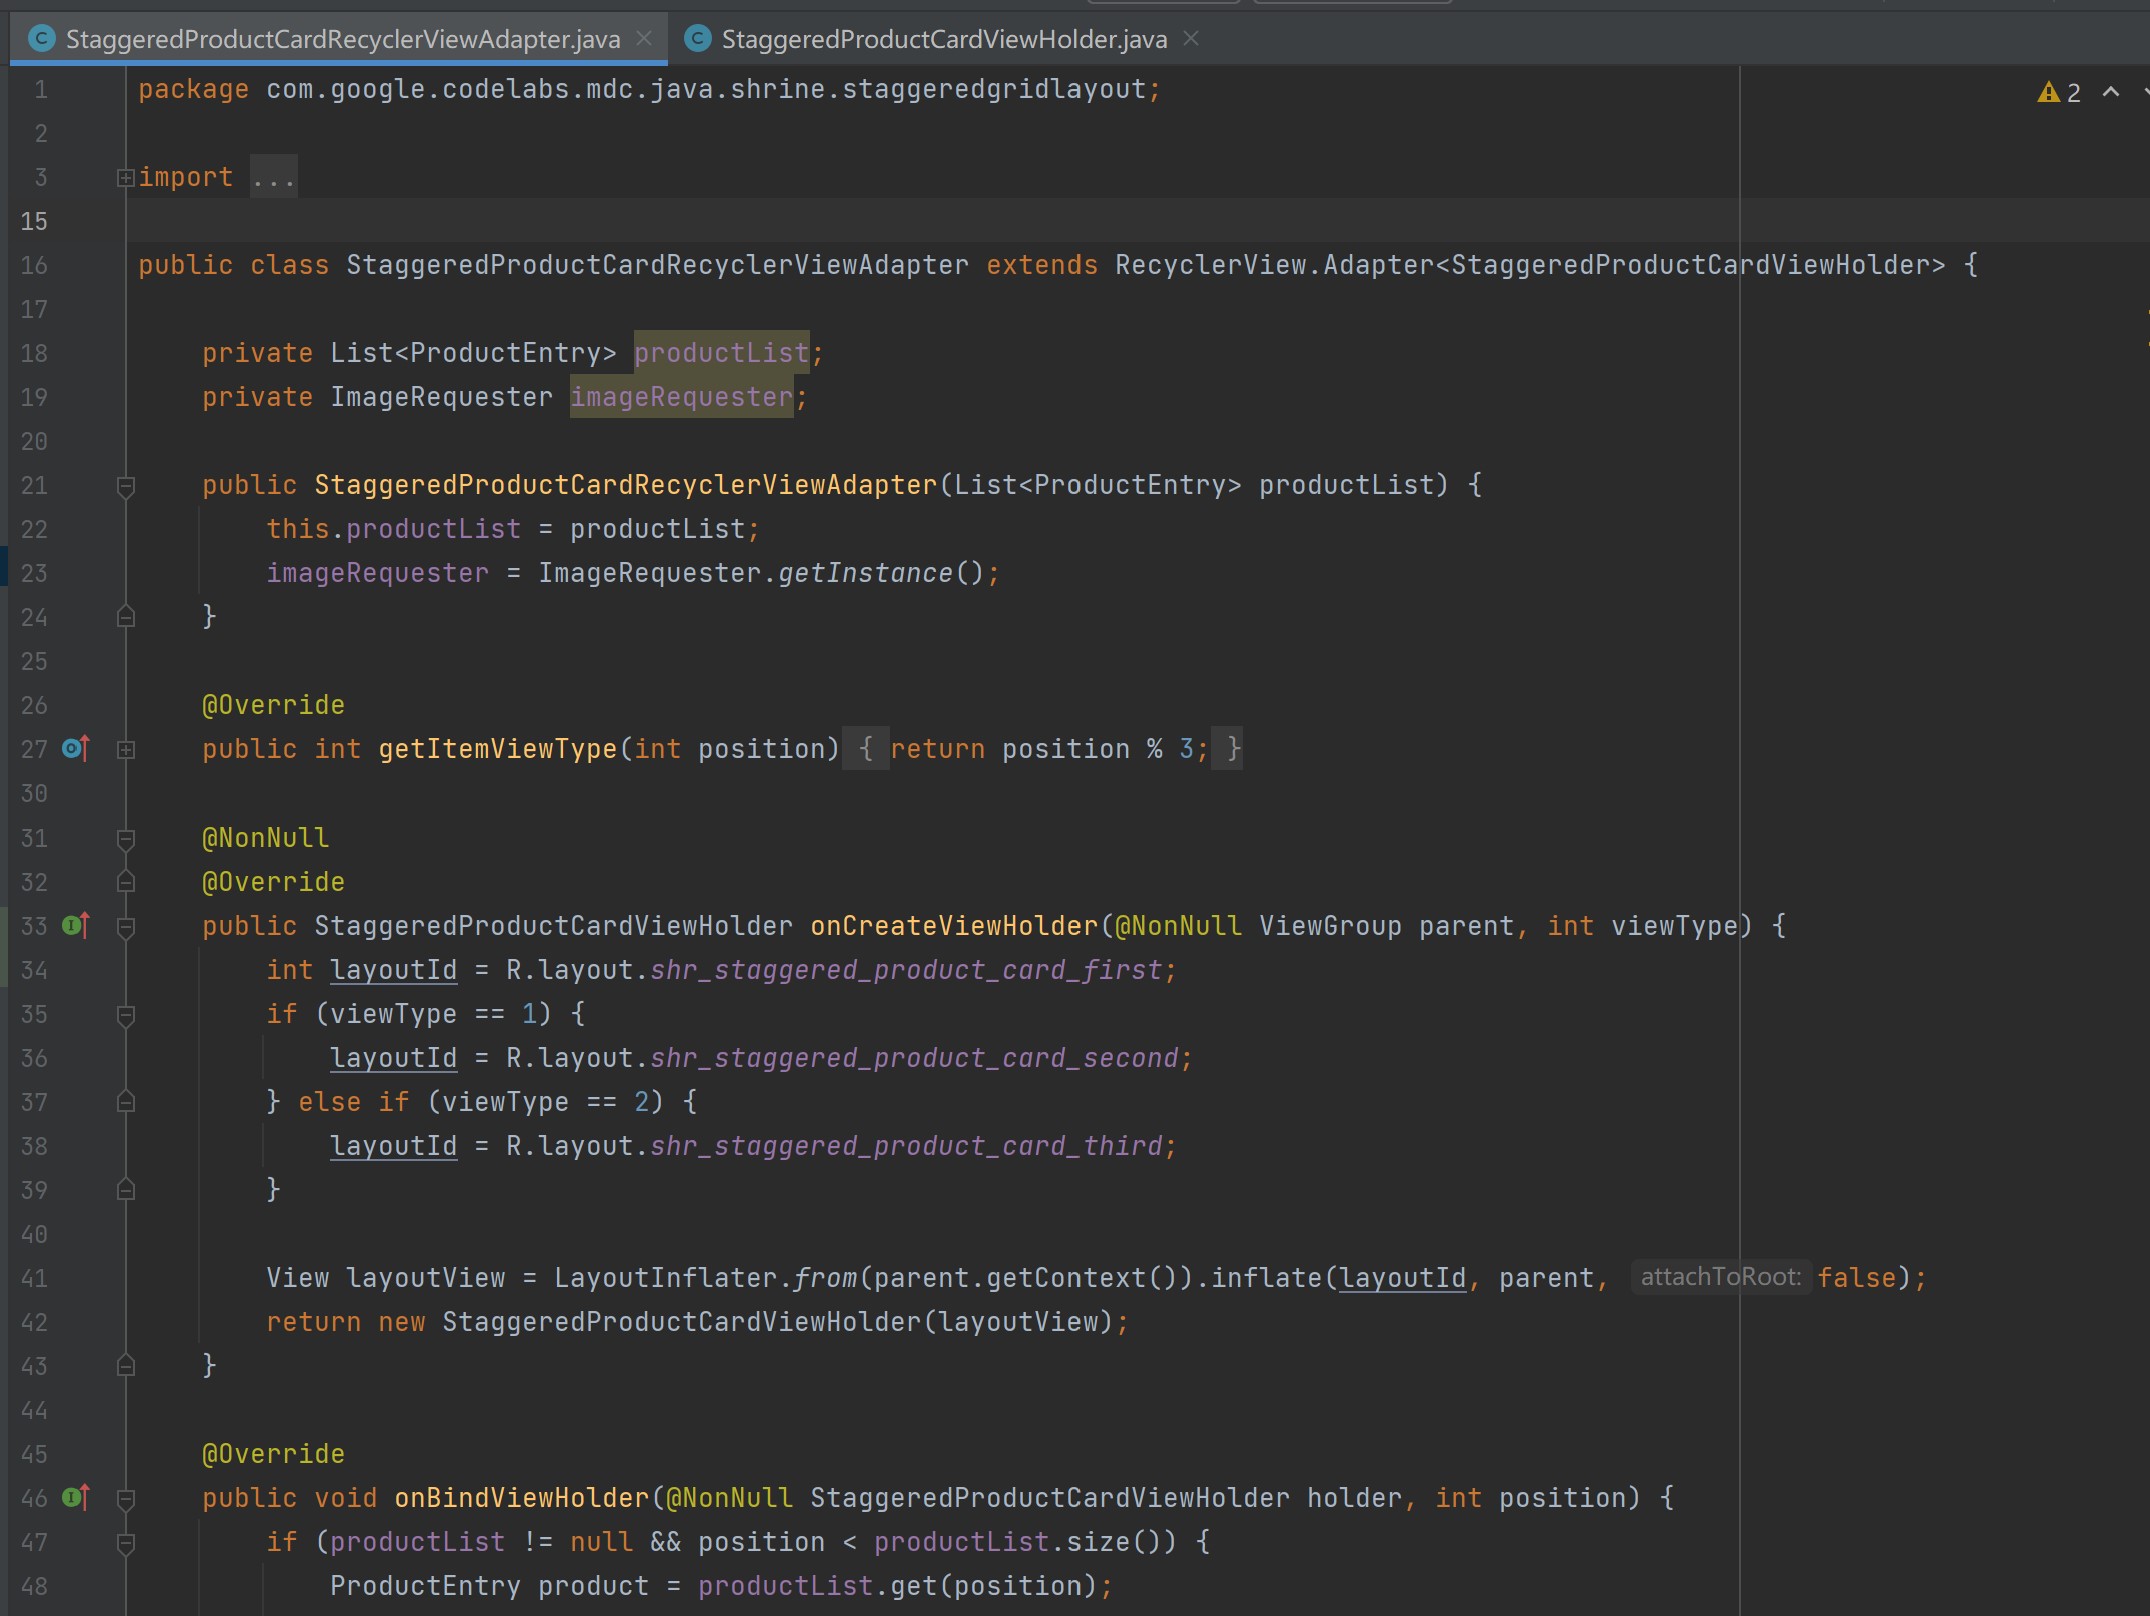 StaggeredProductCardRecyclerViewAdapter.java StaggeredProductCardViewHolder.java
1 package com.google.codelabs.mdc.java.shrine.staggeredgridlayout; 2
2
3 import ...
15
16 public class StaggeredProductCardRecyclerViewAdapter extends RecyclerView.Adapter<StaggeredProductCardViewHolder> {
17
18 private List<ProductEntry> productList;
19 private ImageRequester imageRequester;
20
21 public StaggeredProductCardRecyclerViewAdapter(List<ProductEntry> productList) {
22 this.productList = productList;
23 imageRequester = ImageRequester.getInstance();
24 }
25
26 @Override
27 public int getItemViewType(int position) { return position % 3; }
30
31 @NonNull
32 @Override
33 public StaggeredProductCardViewHolder onCreateViewHolder(@NonNull ViewGroup parent, int viewType) {
34 int layoutId = R.layout.shr_staggered_product_card_first;
35 if (viewType == 1) {
36 layoutId = R.layout.shr_staggered_product_card_second;
37 } else if (viewType == 2) {
38 layoutId = R.layout.shr_staggered_product_card_third;
39 }
40
41 View layoutView = LayoutInflater.from(parent.getContext()).inflate(layoutId, parent, attachToRoot: false);
42 return new StaggeredProductCardViewHolder(layoutView);
43 }
44
45 @Override
46 public void onBindViewHolder(@NonNull StaggeredProductCardViewHolder holder, int position) {
47 if (productList != null && position < productList.size()) {
48 ProductEntry product = productList.get(position);